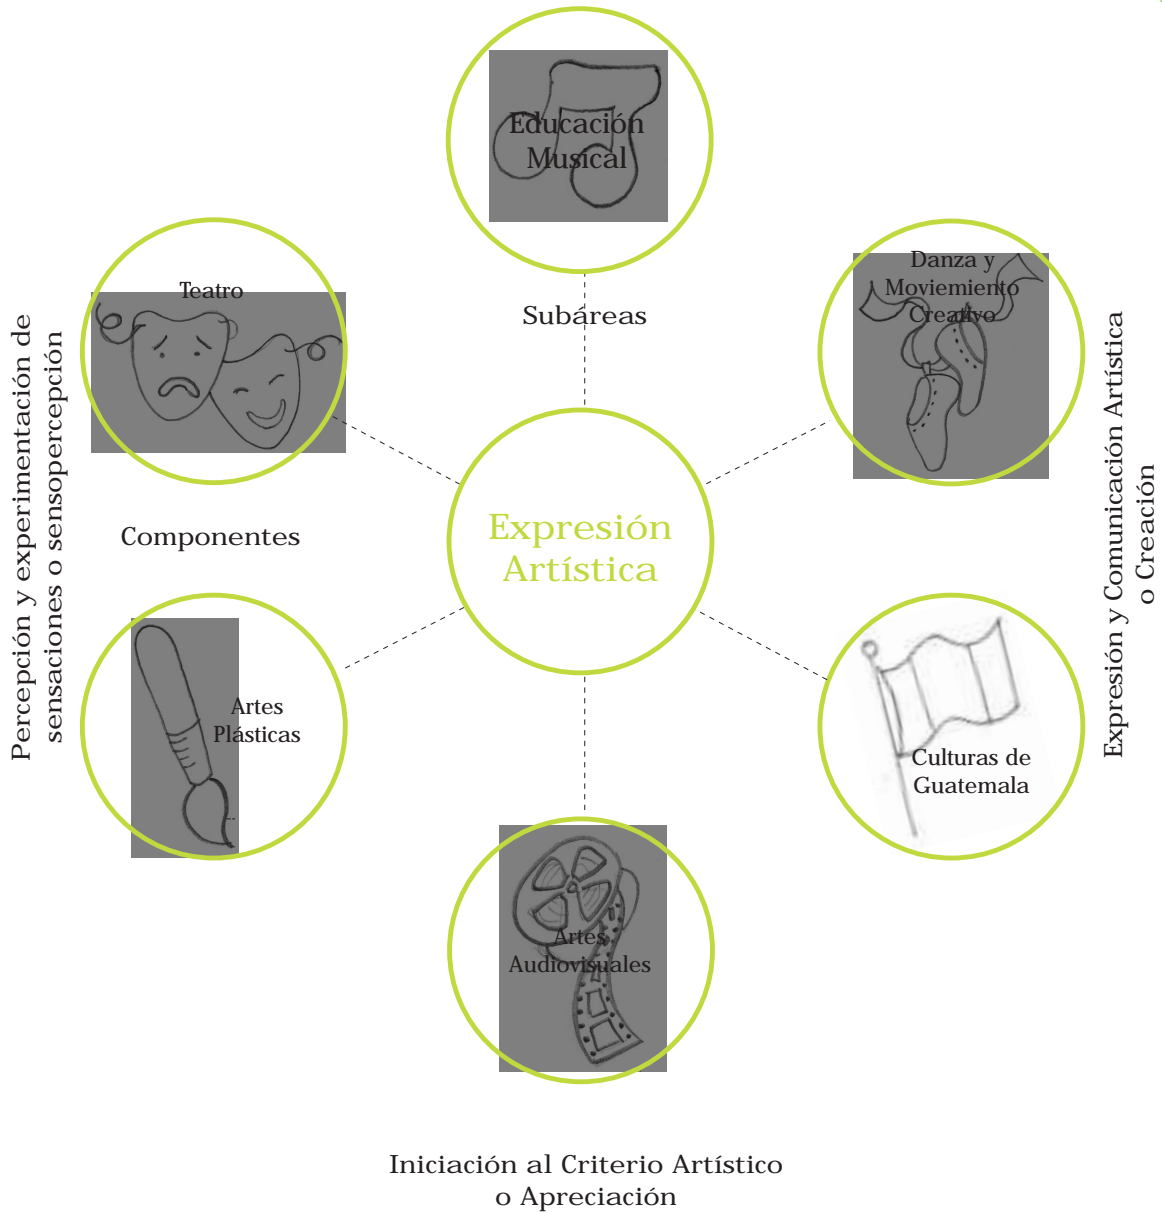 Educación
Musical
Teatro
Danza y
Moviemiento
Creativo
Subáreas
Percepción y experimentación de
sensaciones o sensopercepción
Expresión y Comunicación Artística
o Creación
Componentes
Expresión
Artística
Artes
Plásticas
Culturas de
Guatemala
Artes
Audiovisuales
Iniciación al Criterio Artístico
o Apreciación